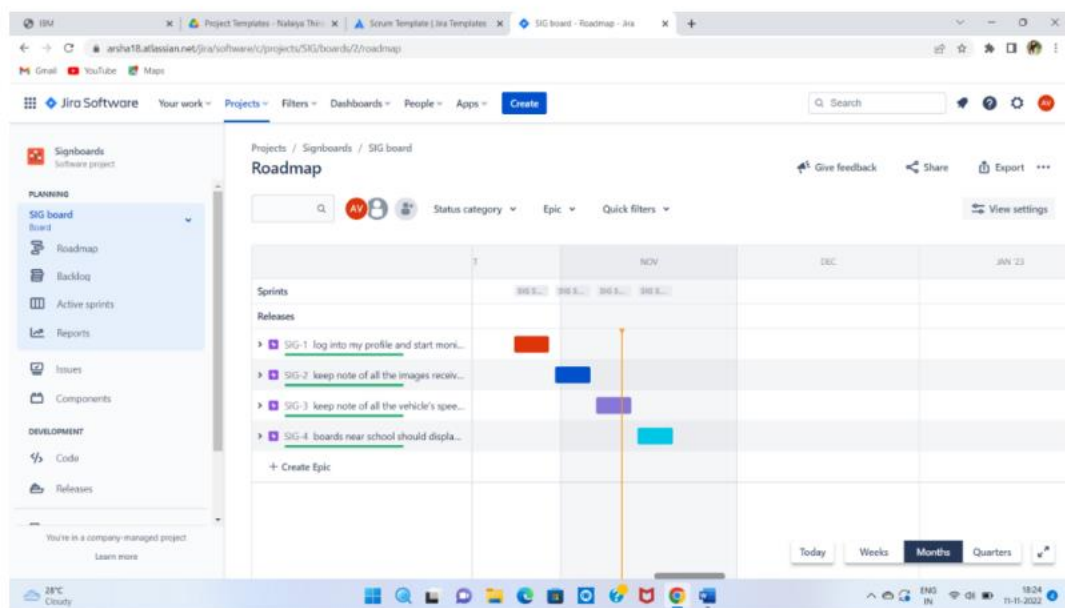 IBM
Project Templates - Nalaiya Thir
Scrum Template | Jira Templates
SIG board - Roadmap - Jira
arsha18.atlassian.net/jira/software/c/projects/SIG/boards/2/roadmap
Gmail YouTube Maps
Jira Software Your work Projects Filters Dashboards People Apps Create Search AV
Signboards
Software project
PLANNING
SIG board
Board
Roadmap
Backlog
Active sprints
Reports
Issues
Components
DEVELOPMENT
Code
Releases
You're in a company-managed project
Learn more
Projects / Signboards / SIG board
Roadmap
Give feedback Share Export
AV Status category Epic Quick filters View settings
T NOV DEC JAN '23
Sprints SIG S... SIG S... SIG S... SIG S...
Releases
SIG-1 log into my profile and start moni...
SIG-2 keep note of all the images receiv...
SIG-3 keep note of all the vehicle's spee...
SIG-4 boards near school should displa...
+ Create Epic
Today Weeks Months Quarters
28°C
Cloudy
ENG
IN
18:24
11-11-2022